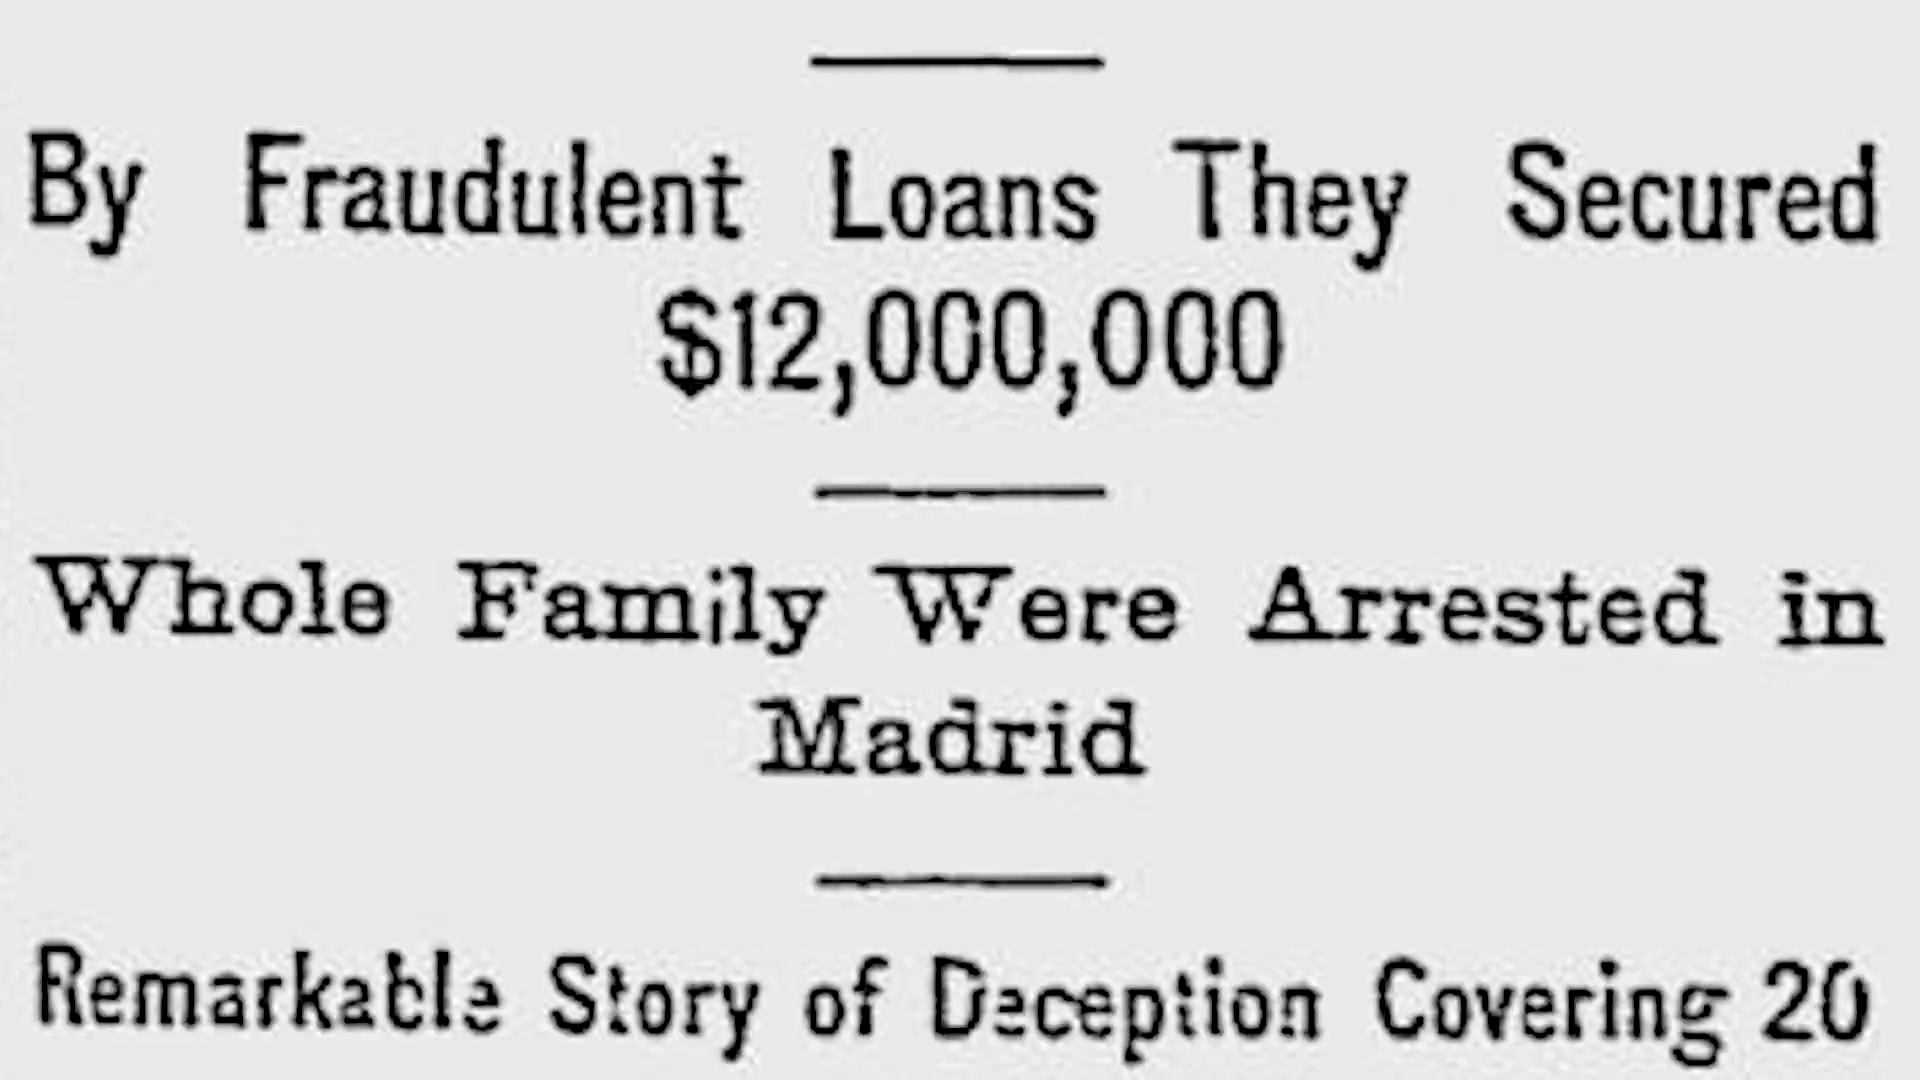 By Fraudulent Loans They Secured
$12,000,000
Whole Family Were Arrested in
Madrid
Remarkable Story of Deception Covering 20